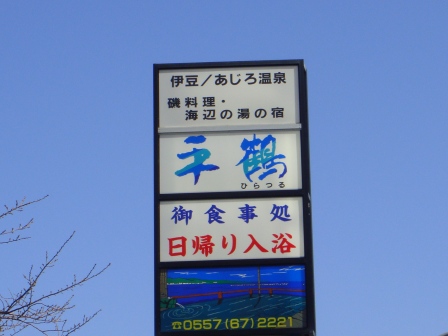 伊豆／あじろ温泉
磯料理・
海辺の湯の宿
平鶴
ひらつる
御食事処
日帰り入浴
☎0557(67)2221